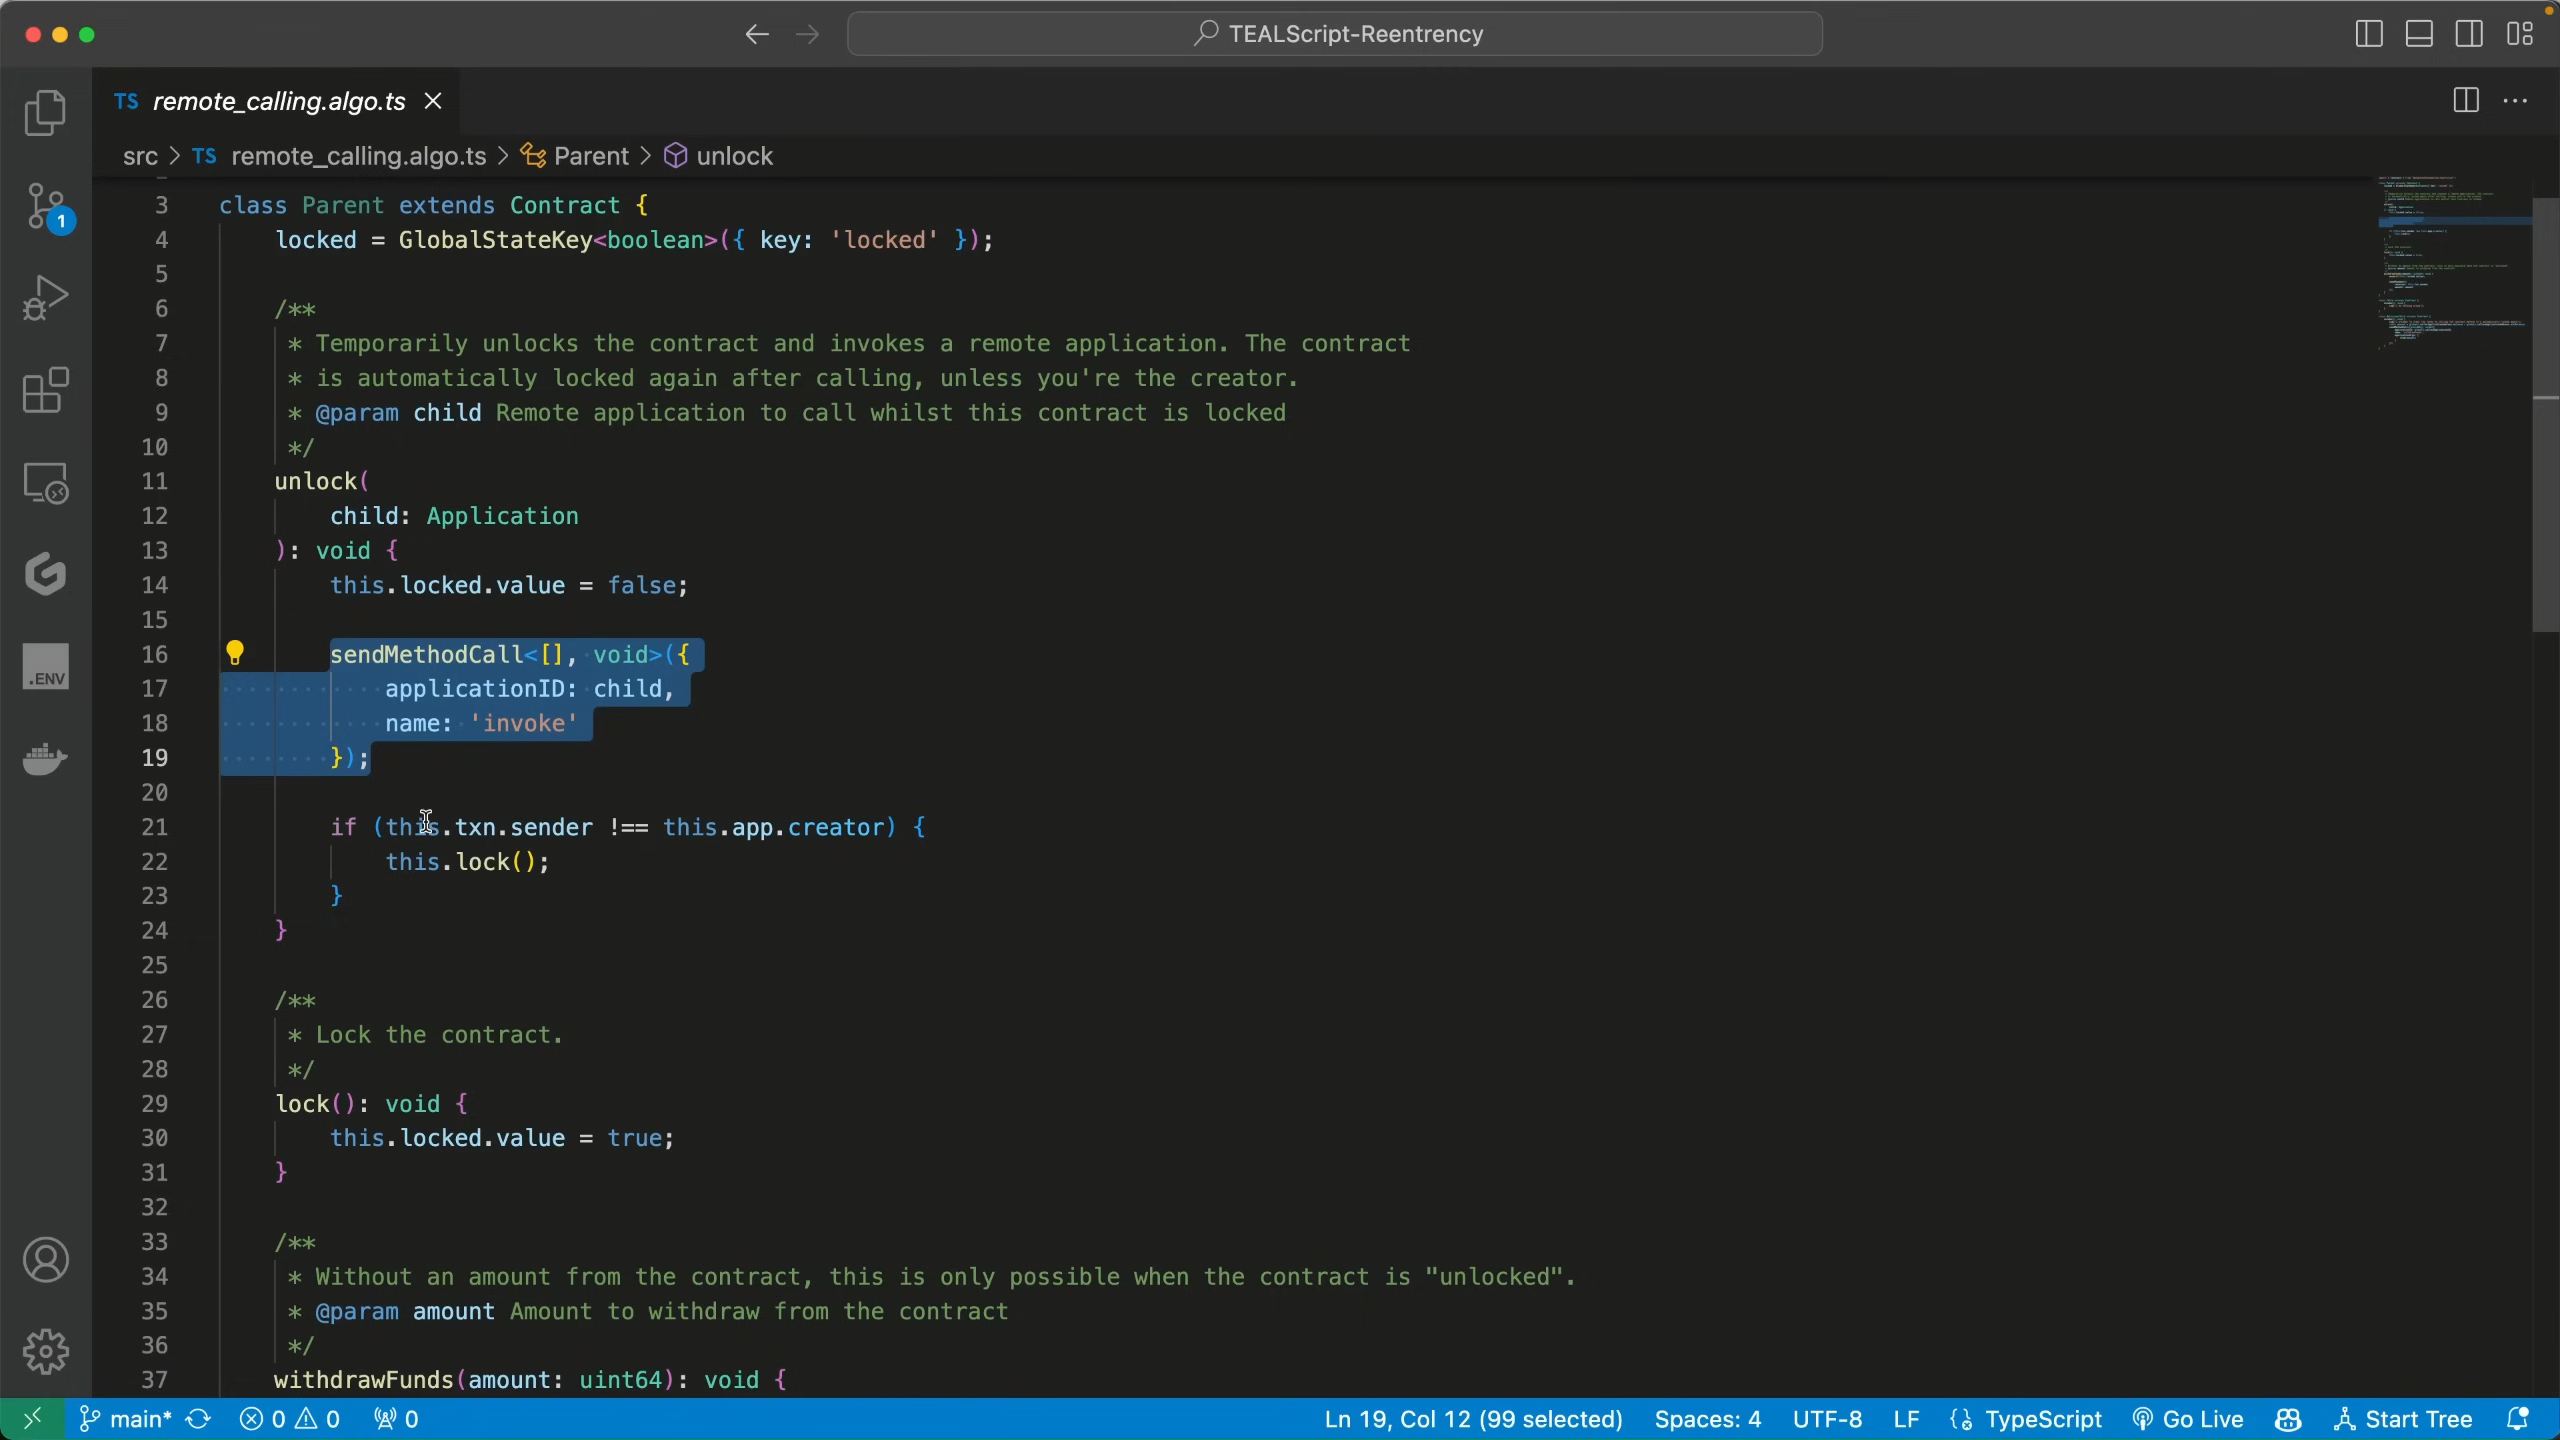 TEALScript-Reentrency
TS remote_calling.algo.ts
src > TS remote_calling.algo.ts > Parent > unlock
1
.ENV
3 class Parent extends Contract {
4 locked = GlobalStateKey<boolean>({ key: 'locked' });
5
6 /**
7 * Temporarily unlocks the contract and invokes a remote application. The contract
8 * is automatically locked again after calling, unless you're the creator.
9 * @param child Remote application to call whilst this contract is locked
10 */
11 unlock(
12 child: Application
13 ): void {
14 this.locked.value = false;
15
16 sendMethodCall<[], void>({
17 applicationID: child,
18 name: 'invoke'
19 });
20
21 if (this.txn.sender !== this.app.creator) {
22 this.lock();
23 }
24 }
25
26 /**
27 * Lock the contract.
28 */
29 lock(): void {
30 this.locked.value = true;
31 }
32
33 /**
34 * Without an amount from the contract, this is only possible when the contract is "unlocked".
35 * @param amount Amount to withdraw from the contract
36 */
37 withdrawFunds(amount: uint64): void {
main* 0 0 0 Ln 19, Col 12 (99 selected) Spaces: 4 UTF-8 LF TypeScript Go Live Start Tree